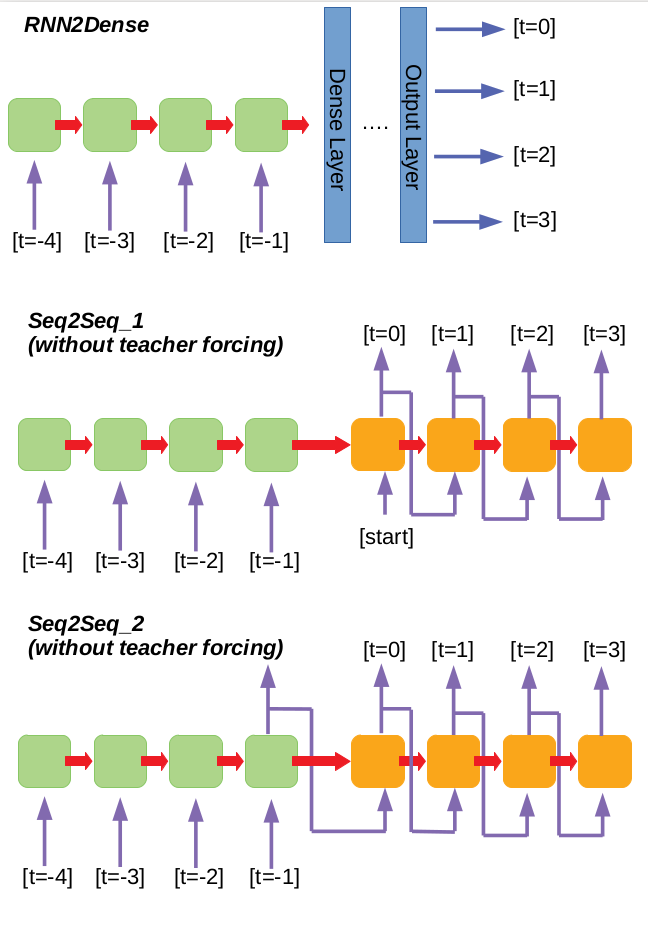 RNN2Dense
Dense Layer
....
Output Layer
[t=0]
[t=1]
[t=2]
[t=3]
[t=-4] [t=-3] [t=-2] [t=-1]
Seq2Seq_1
(without teacher forcing)
[t=0] [t=1] [t=2] [t=3]
[start]
[t=-4] [t=-3] [t=-2] [t=-1]
Seq2Seq_2
(without teacher forcing)
[t=0] [t=1] [t=2] [t=3]
[t=-4] [t=-3] [t=-2] [t=-1]